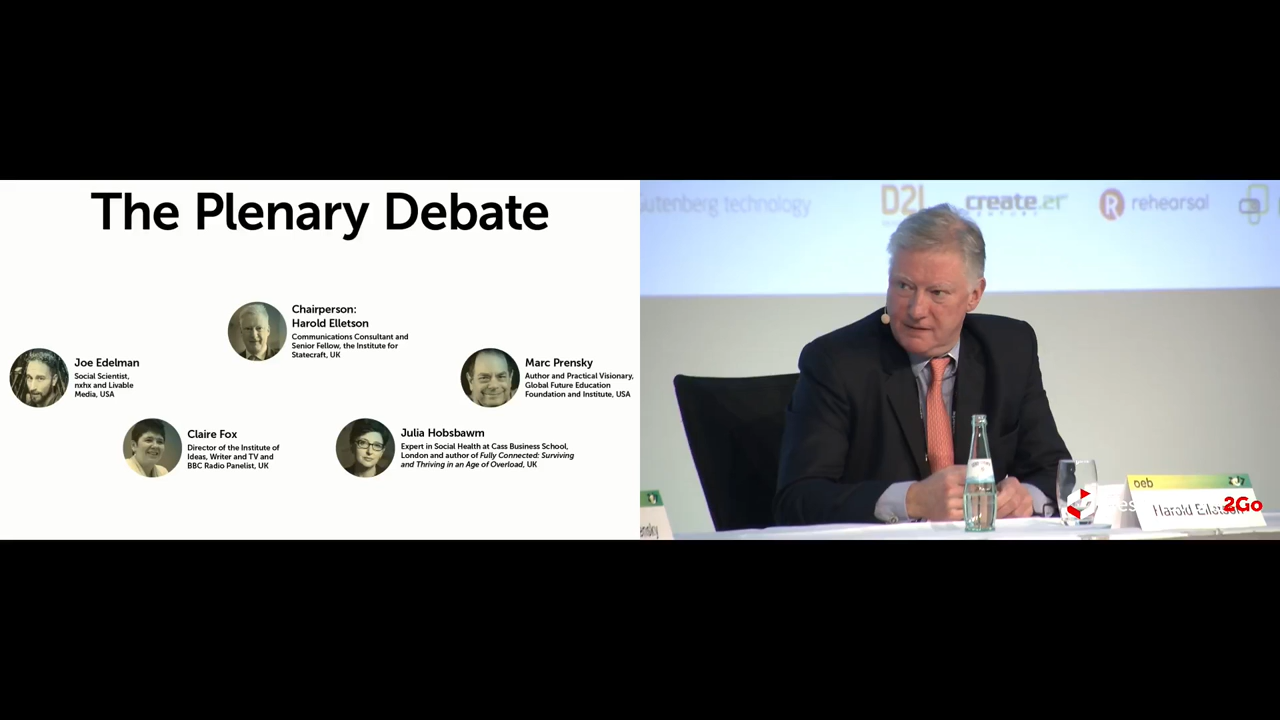 The Plenary Debate
Chairperson:
Harold Elletson
Communications Consultant and
Senior Fellow, the Institute for
Statecraft, UK
Joe Edelman
Social Scientist,
nxhx and Livable
Media, USA
Marc Prensky
Author and Practical Visionary,
Global Future Education
Foundation and Institute, USA
Claire Fox
Director of the Institute of
Ideas, Writer and TV and
BBC Radio Panelist, UK
Julia Hobsbawm
Expert in Social Health at Cass Business School,
London and author of Fully Connected: Surviving
and Thriving in an Age of Overload, UK
Gutenberg technology
D2L
create.er
rehearsal
oeb
Harold Elletson
2Go